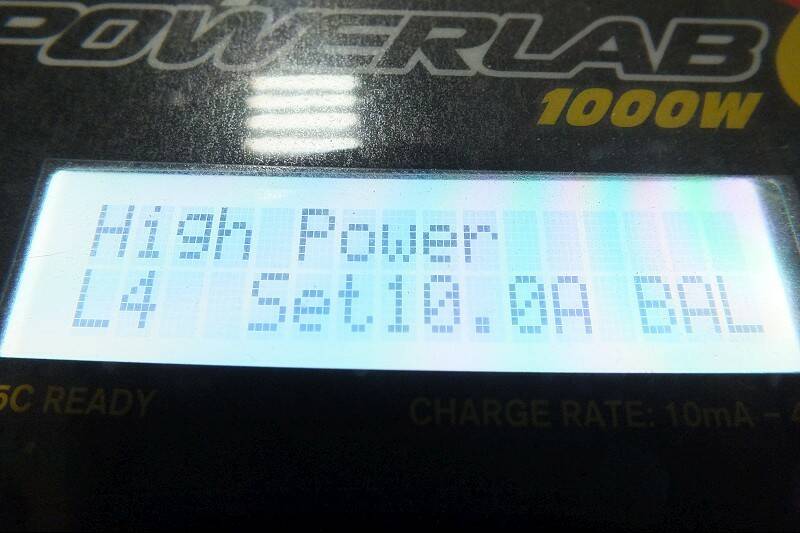 POWERLAB
1000W
High Power
L4 Set10.0A BAL
5C READY
CHARGE RATE: 10mA –